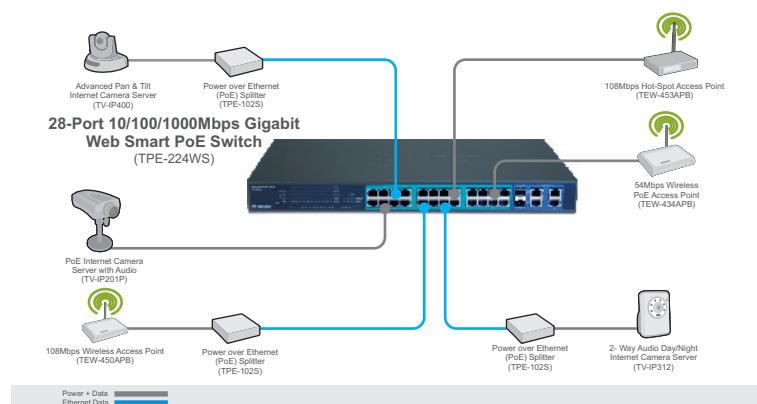 Advanced Pan & Tilt
Internet Camera Server
(TV-IP400)
Power over Ethernet
(PoE) Splitter
(TPE-102S)
108Mbps Hot-Spot Access Point
(TEW-453APB)
28-Port 10/100/1000Mbps Gigabit
Web Smart PoE Switch
(TPE-224WS)
54Mbps Wireless
PoE Access Point
(TEW-434APB)
PoE Internet Camera
Server with Audio
(TV-IP201P)
108Mbps Wireless Access Point
(TEW-450APB)
Power over Ethernet
(PoE) Splitter
(TPE-102S)
Power over Ethernet
(PoE) Splitter
(TPE-102S)
2- Way Audio Day/Night
Internet Camera Server
(TV-IP312)
Power + Data
Ethernet Data